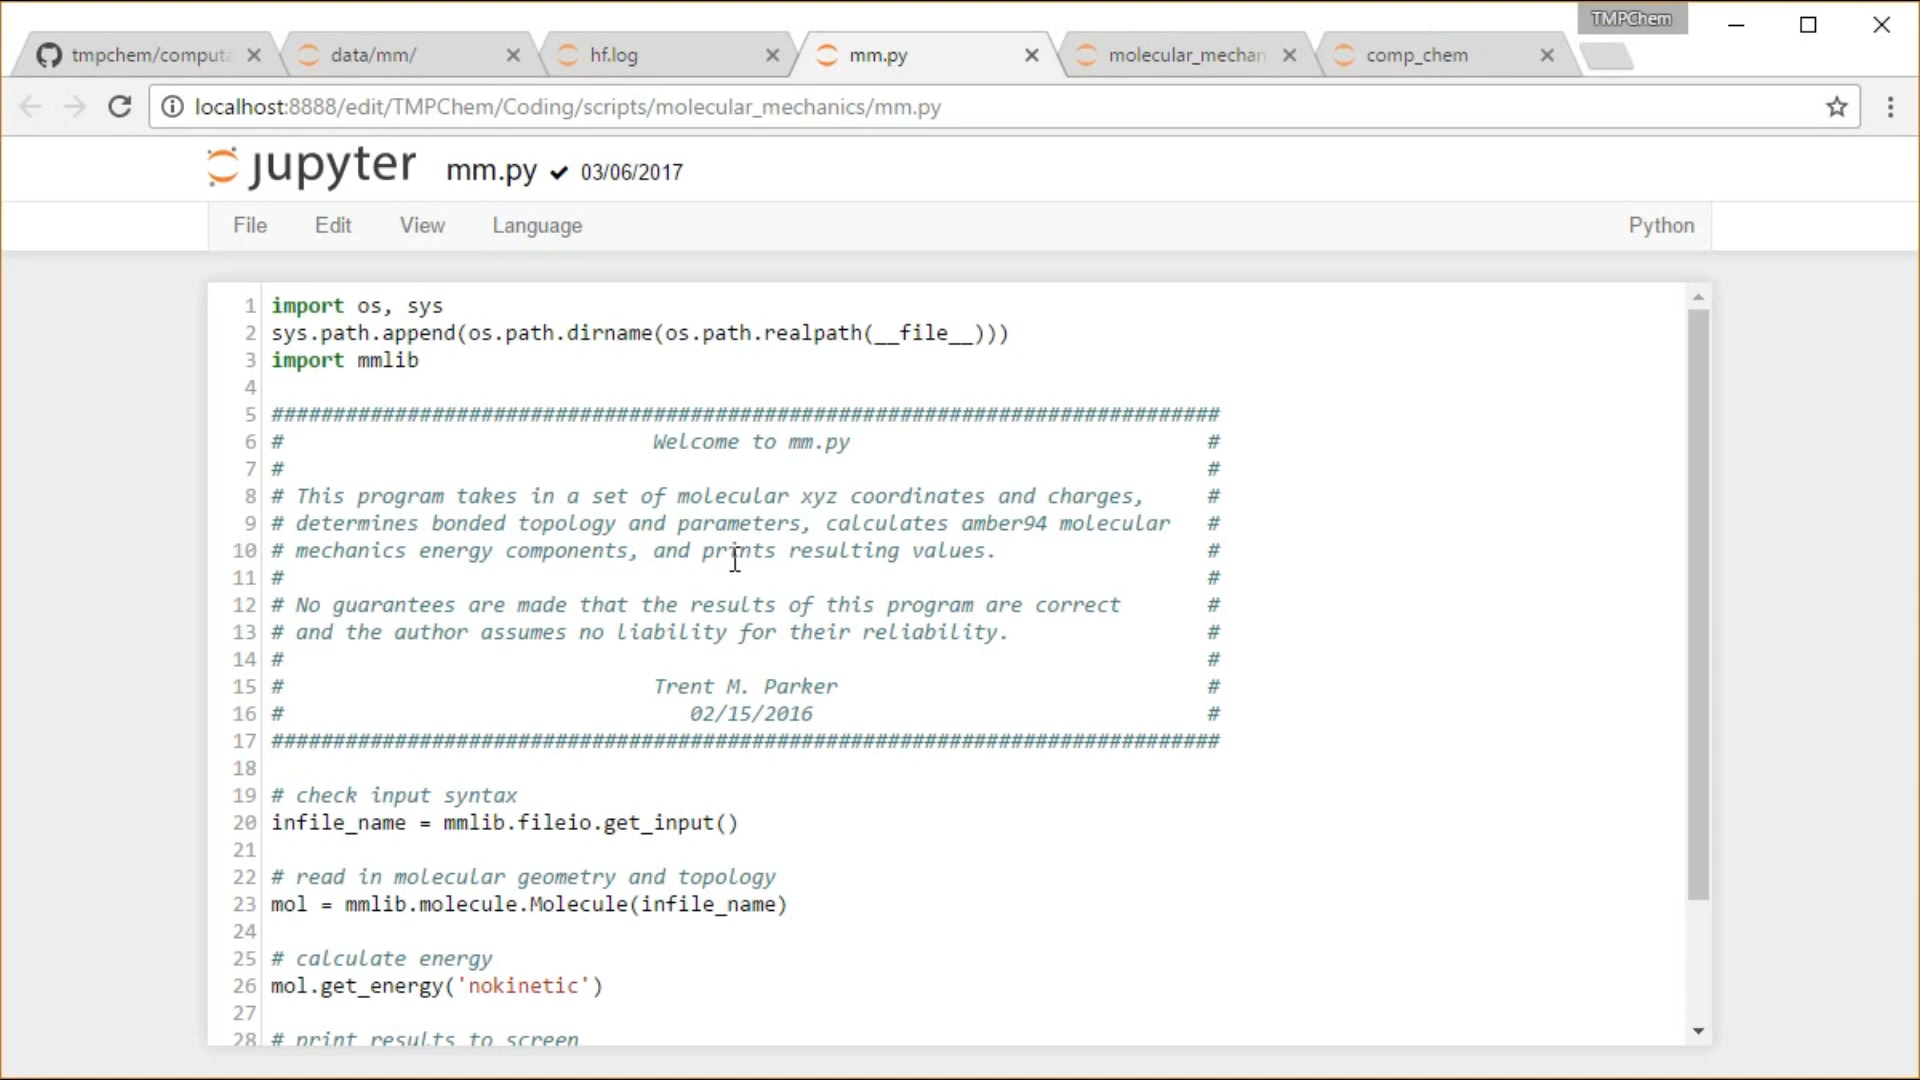 TMPChem
tmpchem/computa
data/mm/
hf.log
mm.py
molecular_mechan
comp_chem
localhost:8888/edit/TMPChem/Coding/scripts/molecular_mechanics/mm.py
jupyter mm.py ✔ 03/06/2017
File Edit View Language Python
1 import os, sys
2 sys.path.append(os.path.dirname(os.path.realpath(__file__)))
3 import mmlib
4
5 #############################################################################
6 # Welcome to mm.py #
7 # #
8 # This program takes in a set of molecular xyz coordinates and charges, #
9 # determines bonded topology and parameters, calculates amber94 molecular #
10 # mechanics energy components, and prints resulting values. #
11 # #
12 # No guarantees are made that the results of this program are correct #
13 # and the author assumes no liability for their reliability. #
14 # #
15 # Trent M. Parker #
16 # 02/15/2016 #
17 #############################################################################
18
19 # check input syntax
20 infile_name = mmlib.fileio.get_input()
21
22 # read in molecular geometry and topology
23 mol = mmlib.molecule.Molecule(infile_name)
24
25 # calculate energy
26 mol.get_energy('nokinetic')
27
28 # print results to screen